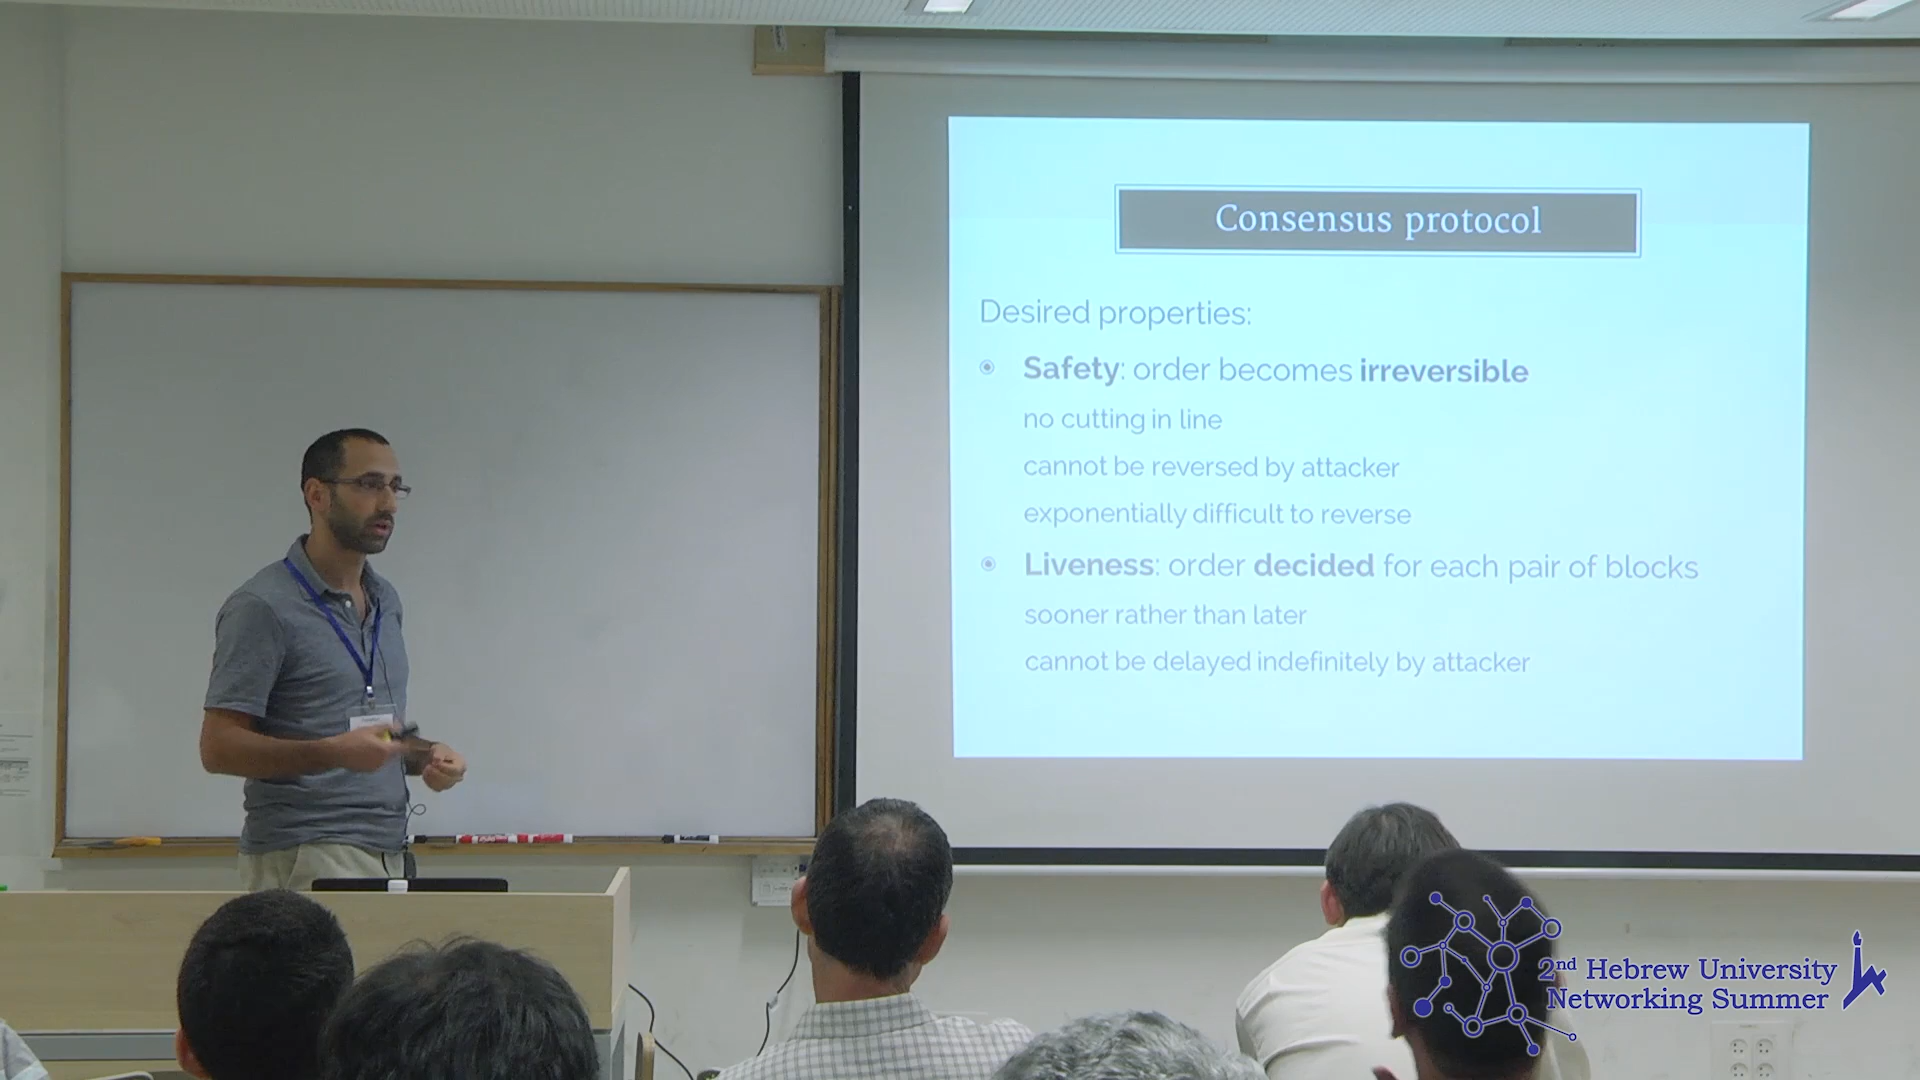 Consensus protocol
Desired properties:
Safety: order becomes irreversible
no cutting in line
cannot be reversed by attacker
exponentially difficult to reverse
Liveness: order decided for each pair of blocks
sooner rather than later
cannot be delayed indefinitely by attacker
2nd Hebrew University
Networking Summer